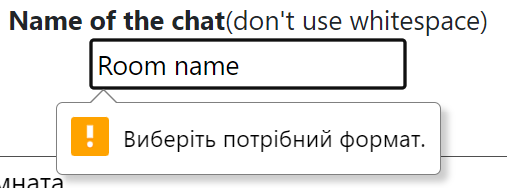 Name of the chat(don't use whitespace)
Room name
Виберіть потрібний формат.